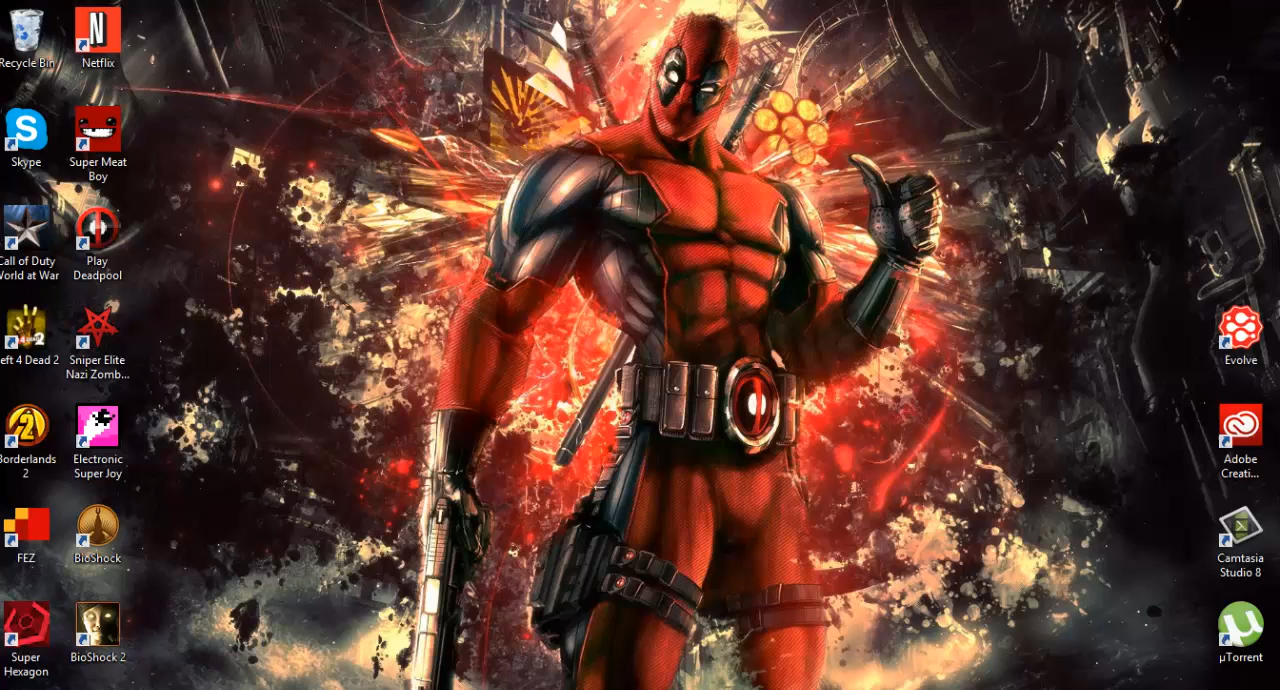 Recycle Bin
Netflix
Skype
Super Meat
Boy
Call of Duty
World at War
Play
Deadpool
eft 4 Dead 2
Sniper Elite
Nazi Zomb...
Borderlands
2
Electronic
Super Joy
FEZ
BioShock
Super
Hexagon
BioShock 2
Evolve
Adobe
Creati...
Camtasia
Studio 8
µTorrent